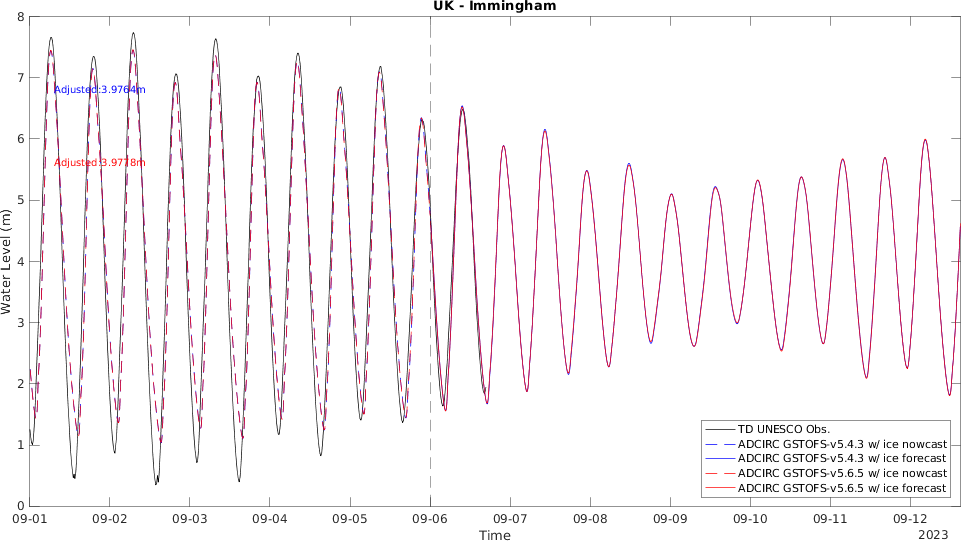 UK - Immingham
8
7
6
5
4
3
2
1
0
Water Level (m)
Adjusted:3.9764m
Adjusted:3.9778m
TD UNESCO Obs.
ADCIRC GSTOFS-v5.4.3 w/ ice nowcast
ADCIRC GSTOFS-v5.4.3 w/ ice forecast
ADCIRC GSTOFS-v5.6.5 w/ ice nowcast
ADCIRC GSTOFS-v5.6.5 w/ ice forecast
09-01 09-02 09-03 09-04 09-05 09-06 09-07 09-08 09-09 09-10 09-11 09-12
Time
2023